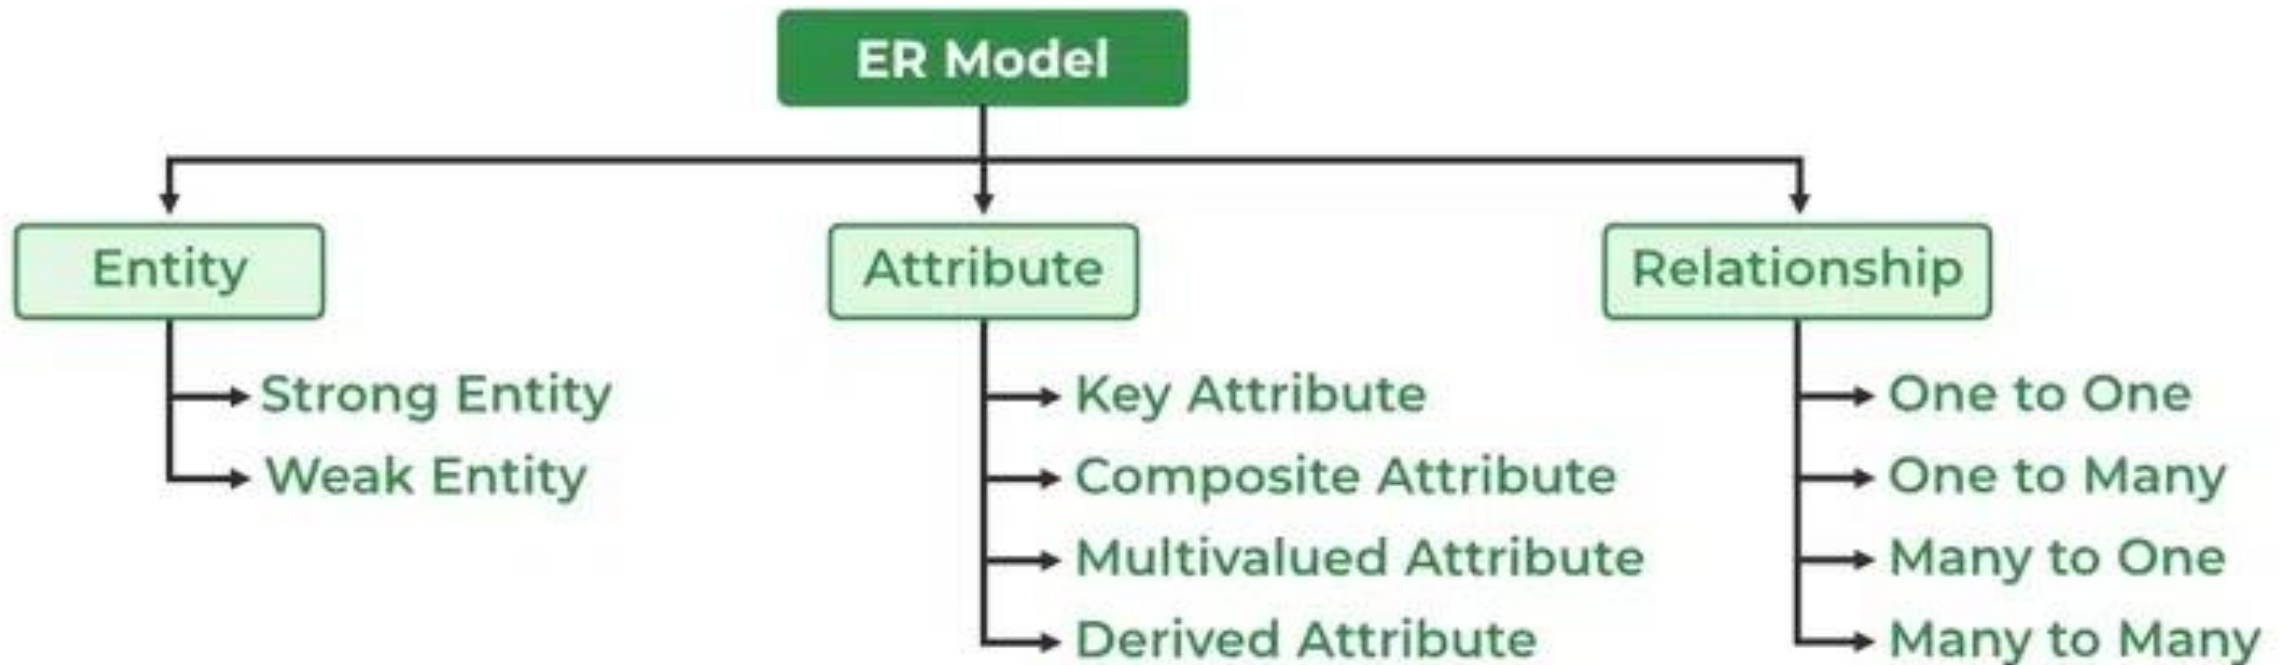 ER Model
Entity
Strong Entity
Weak Entity
Attribute
Key Attribute
Composite Attribute
Multivalued Attribute
Derived Attribute
Relationship
One to One
One to Many
Many to One
Many to Many